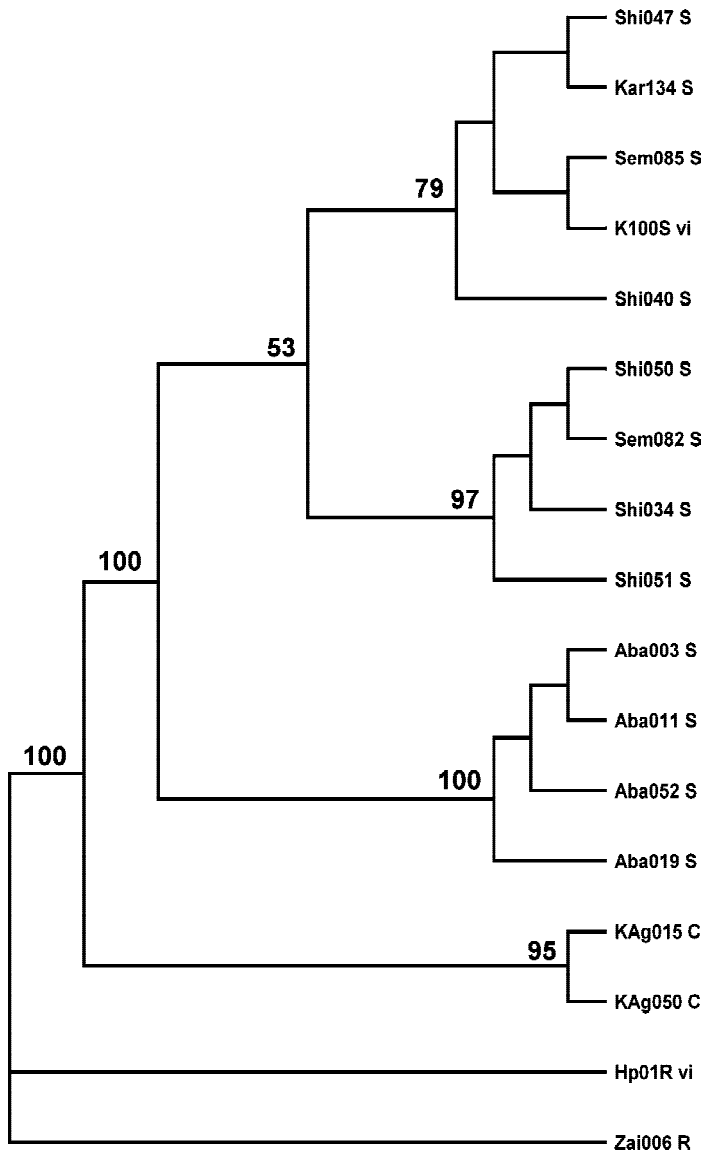 Shi047 S
Kar134 S
Sem085 S
79
K100S vi
Shi040 S
53
Shi050 S
Sem082 S
97
Shi034 S
100
Shi051 S
Aba003 S
Aba011 S
100
100
Aba052 S
Aba019 S
KAg015 C
95
KAg050 C
Hp01R vi
Zai006 R